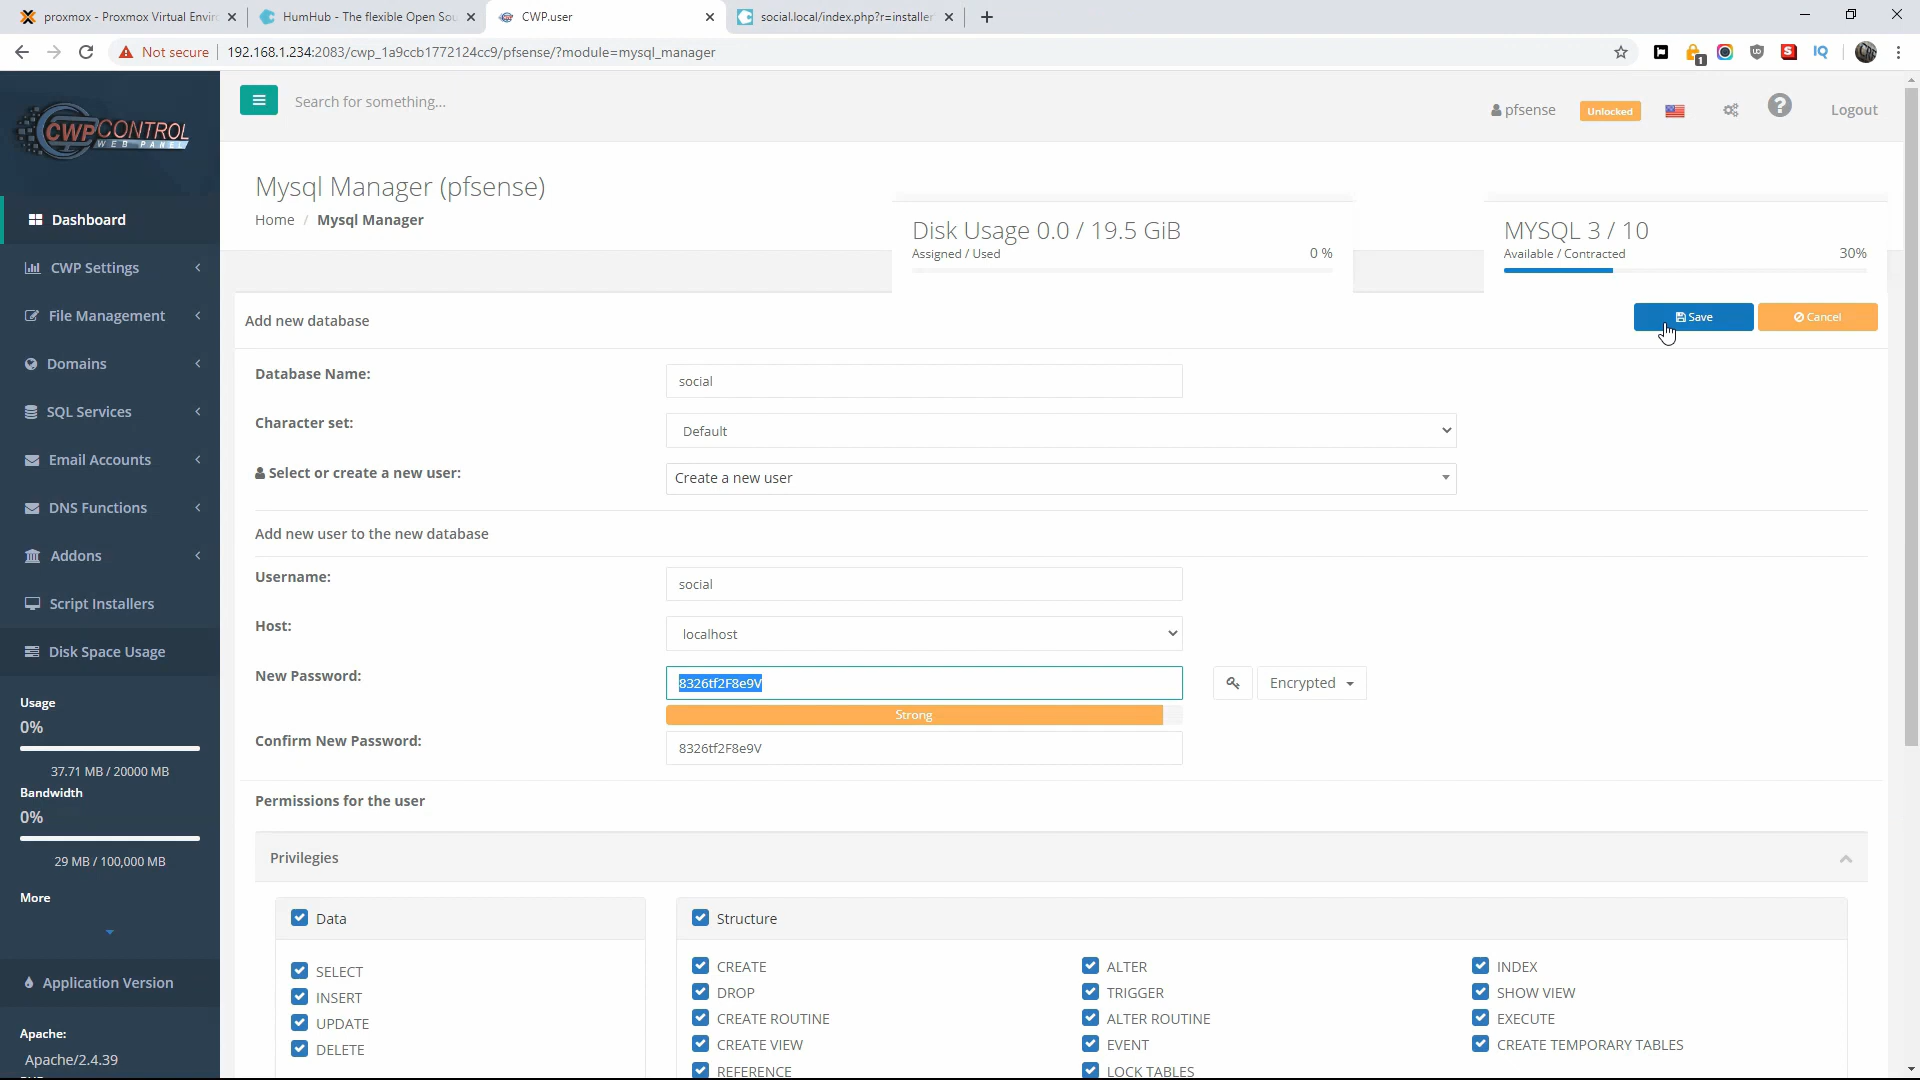 proxmox - Proxmox Virtual Envir
HumHub - The flexible Open Sou
CWP.user
social.local/index.php?r=installer
Not secure
192.168.1.234:2083/cwp_1a9ccb1772124cc9/pfsense/?module=mysql_manager
CWPCONTROL
WEB PANEL
Search for something...
pfsense
Unlocked
Logout
Mysql Manager (pfsense)
Home / Mysql Manager
Disk Usage 0.0 / 19.5 GiB
Assigned / Used
0 %
MYSQL 3 / 10
Available / Contracted
30%
Dashboard
CWP Settings
File Management
Domains
SQL Services
Email Accounts
DNS Functions
Addons
Script Installers
Disk Space Usage
Usage
0%
37.71 MB / 20000 MB
Bandwidth
0%
29 MB / 100,000 MB
More
Application Version
Apache:
Apache/2.4.39
Add new database
Save
Cancel
Database Name:
social
Character set:
Default
Select or create a new user:
Create a new user
Add new user to the new database
Username:
social
Host:
localhost
New Password:
8326tf2F8e9V
Encrypted
Strong
Confirm New Password:
8326tf2F8e9V
Permissions for the user
Privilegies
Data
SELECT
INSERT
UPDATE
DELETE
Structure
CREATE
ALTER
INDEX
DROP
TRIGGER
SHOW VIEW
CREATE ROUTINE
ALTER ROUTINE
EXECUTE
CREATE VIEW
EVENT
CREATE TEMPORARY TABLES
REFERENCE
LOCK TABLES